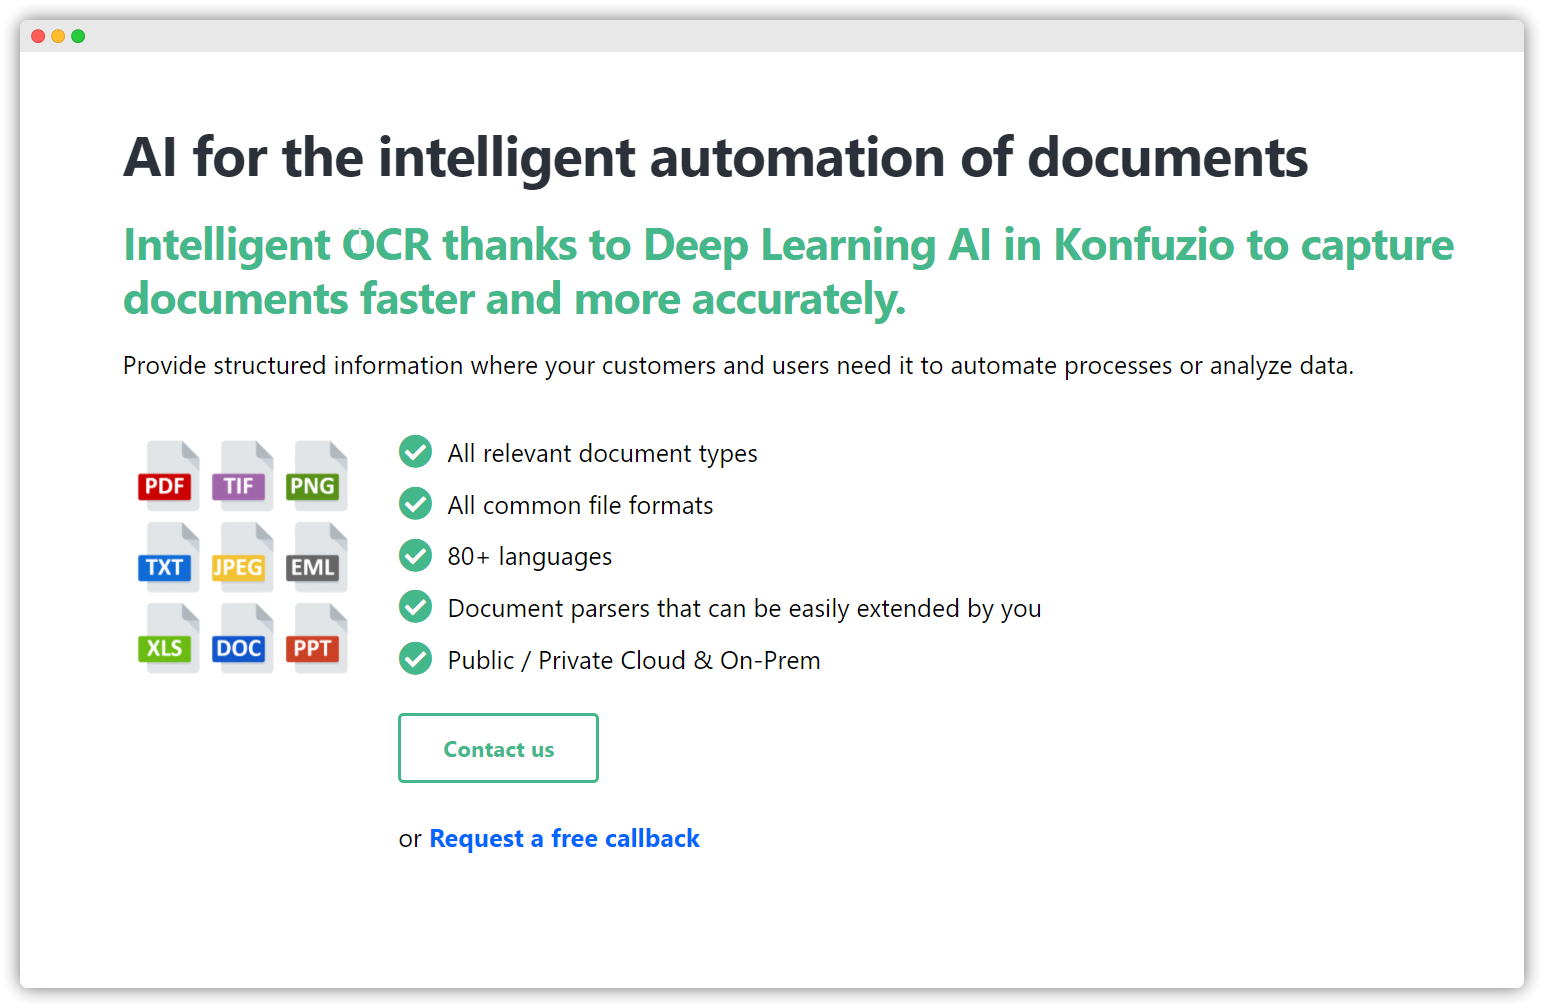 AI for the intelligent automation of documents
Intelligent OCR thanks to Deep Learning AI in Konfuzio to capture
documents faster and more accurately.
Provide structured information where your customers and users need it to automate processes or analyze data.
PDF TIF PNG
TXT JPEG EML
XLS DOC PPT
All relevant document types
All common file formats
80+ languages
Document parsers that can be easily extended by you
Public / Private Cloud & On-Prem
Contact us
or Request a free callback